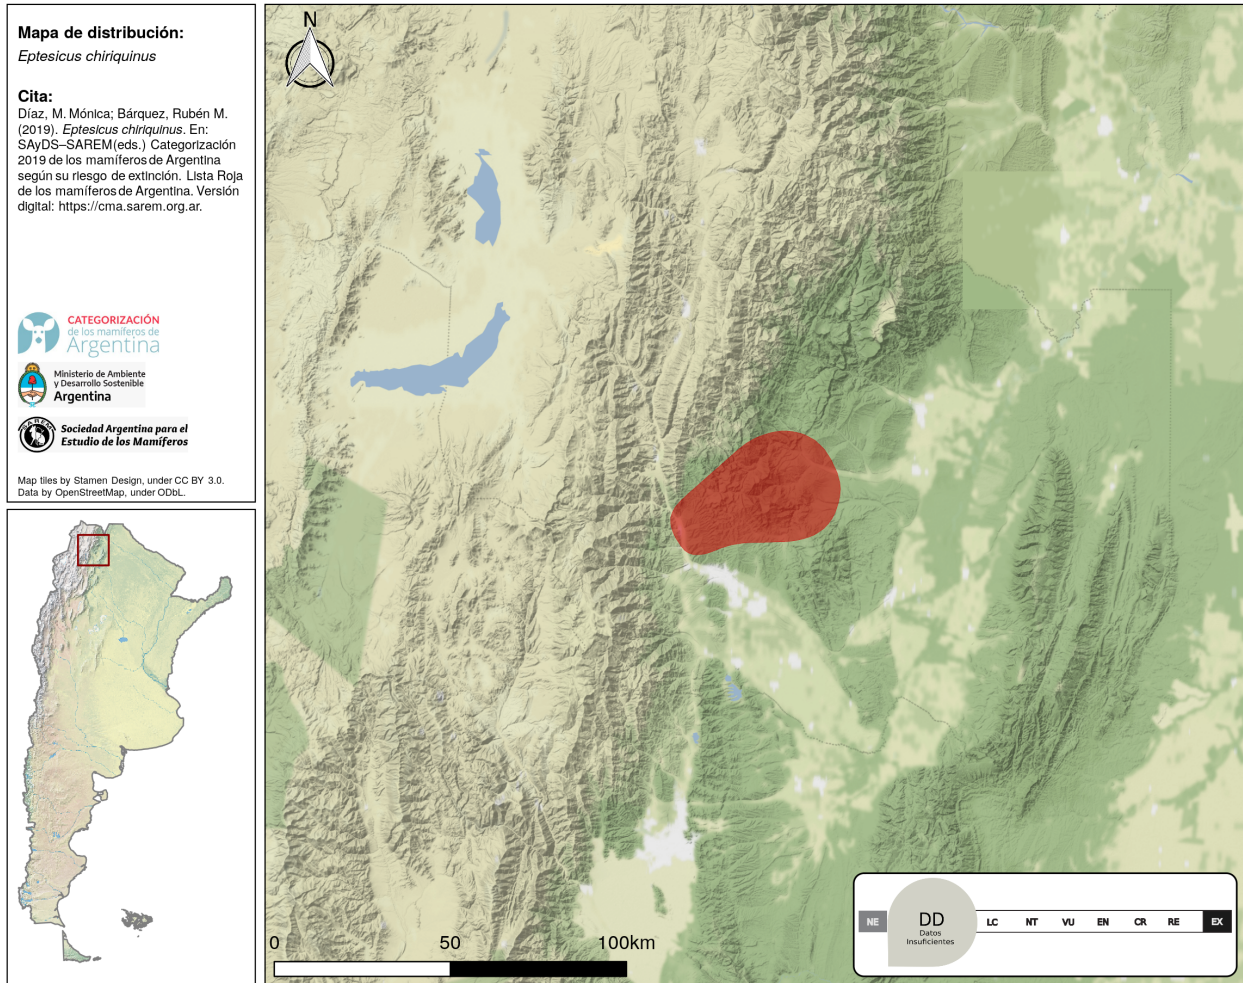 Mapa de distribución:
Eptesicus chiriquinus
Cita:
Díaz, M. Mónica; Bárquez, Rubén M.
(2019). Eptesicus chiriquinus. En:
SAyDS–SAREM(eds.) Categorización
2019 de los mamíferos de Argentina
según su riesgo de extinción. Lista Roja
de los mamíferos de Argentina. Versión
digital: https://cma.sarem.org.ar.
CATEGORIZACIÓN
de los mamíferos de
Argentina
Ministerio de Ambiente
y Desarrollo Sostenible
Argentina
SAREM
Sociedad Argentina para el
Estudio de los Mamíferos
Map tiles by Stamen Design, under CC BY 3.0.
Data by OpenStreetMap, under ODbL.
N
0 50 100km
NE DD LC NT VU EN CR RE EX
Datos
Insuficientes